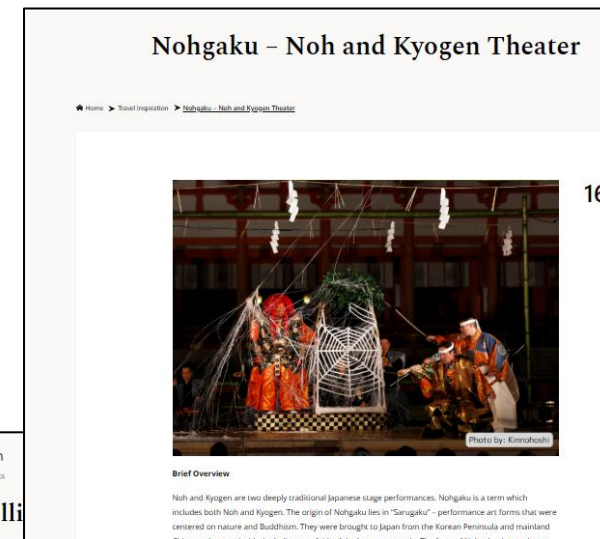 Nohgaku – Noh and Kyogen Theater
Home ➤ Travel Inspiration ➤ Nohgaku – Noh and Kyogen Theater
16
Photo by: Kinnohoshi
Brief Overview
Noh and Kyogen are two deeply traditional Japanese stage performances. Nohgaku is a term which
includes both Noh and Kyogen. The origin of Nohgaku lies in "Sarugaku" – performance art forms that were
centered on nature and Buddhism. They were brought to Japan from the Korean Peninsula and mainland
lli